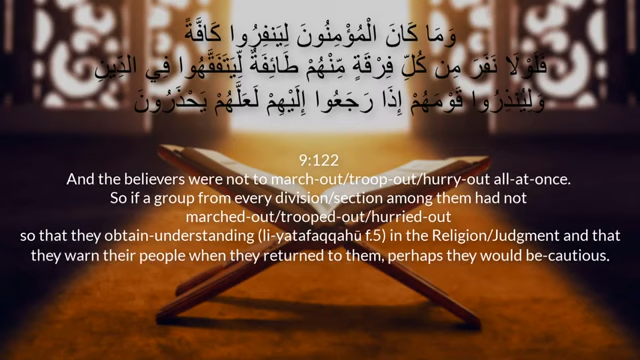 وَمَا كَانَ الْمُؤْمِنُونَ لِيَنفِرُوا كَافَّةً
فَلَوْلَا نَفَرَ مِن كُلِّ فِرْقَةٍ مِّنْهُمْ طَائِفَةٌ لِّيَتَفَقَّهُوا فِي الدِّينِ
وَلِيُنذِرُوا قَوْمَهُمْ إِذَا رَجَعُوا إِلَيْهِمْ لَعَلَّهُمْ يَحْذَرُونَ
9:122
And the believers were not to march-out/troop-out/hurry-out all-at-once.
So if a group from every division/section among them had not
marched-out/trooped-out/hurried-out
so that they obtain-understanding (li-yatafaqqahū f.5) in the Religion/Judgment and that
they warn their people when they returned to them, perhaps they would be-cautious.